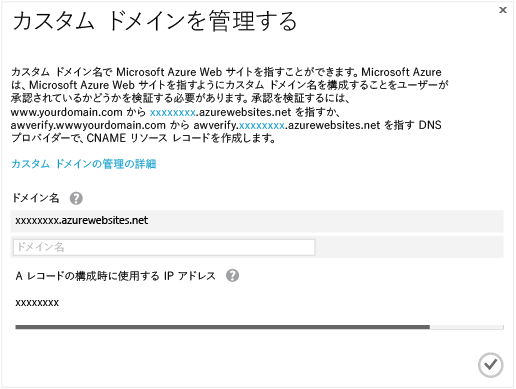 カスタム ドメインを管理する
カスタム ドメイン名で Microsoft Azure Web サイトを指すことができます。Microsoft Azure
は、Microsoft Azure Web サイトを指すようにカスタム ドメイン名を構成することをユーザーが
承認されているかどうかを検証する必要があります。承認を検証するには、
www.yourdomain.com から xxxxxxxx.azurewebsites.net を指すか、
awverify.wwwyourdomain.com から awverify.xxxxxxxx.azurewebsites.net を指す DNS
プロバイダーで、CNAME リソース レコードを作成します。
カスタム ドメインの管理の詳細
ドメイン名 ?
xxxxxxxx.azurewebsites.net
ドメイン名
A レコードの構成時に使用する IP アドレス ?
xxxxxxxx